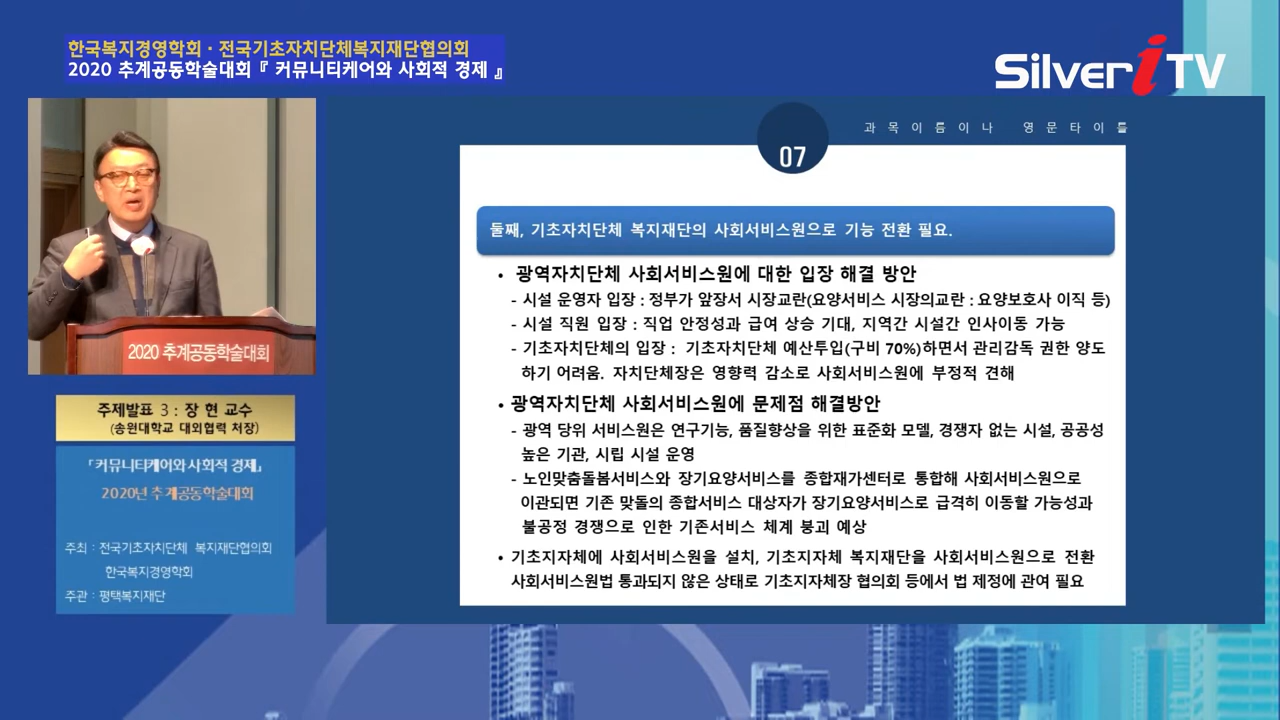 한국복지경영학회 · 전국기초자치단체복지재단협의회
2020 추계공동학술대회 『 커뮤니티케어와 사회적 경제 』
Silver i TV
과 목 이 름 이 나 영 문 타 이 틀
07
둘째, 기초자치단체 복지재단의 사회서비스원으로 기능 전환 필요.
• 광역자치단체 사회서비스원에 대한 입장 해결 방안
- 시설 운영자 입장 : 정부가 앞장서 시장교란(요양서비스 시장의교란 : 요양보호사 이직 등)
- 시설 직원 입장 : 직업 안정성과 급여 상승 기대, 지역간 시설간 인사이동 가능
- 기초자치단체의 입장 : 기초자치단체 예산투입(구비 70%)하면서 관리감독 권한 양도
하기 어려움. 자치단체장은 영향력 감소로 사회서비스원에 부정적 견해
• 광역자치단체 사회서비스원에 문제점 해결방안
- 광역 당위 서비스원은 연구기능, 품질향상을 위한 표준화 모델, 경쟁자 없는 시설, 공공성
높은 기관, 시립 시설 운영
- 노인맞춤돌봄서비스와 장기요양서비스를 종합재가센터로 통합해 사회서비스원으로
이관되면 기존 맞돌의 종합서비스 대상자가 장기요양서비스로 급격히 이동할 가능성과
불공정 경쟁으로 인한 기존서비스 체계 붕괴 예상
• 기초지자체에 사회서비스원을 설치, 기초지자체 복지재단을 사회서비스원으로 전환
사회서비스원법 통과되지 않은 상태로 기초지자체장 협의회 등에서 법 제정에 관여 필요
2020 추계공동학술대회
주제발표 3 : 장 현 교수
(송원대학교 대외협력 처장)
『커뮤니티케어와 사회적 경제』
2020년 추계공동학술대회
주최 : 전국기초자치단체 복지재단협의회
한국복지경영학회
주관 : 평택복지재단